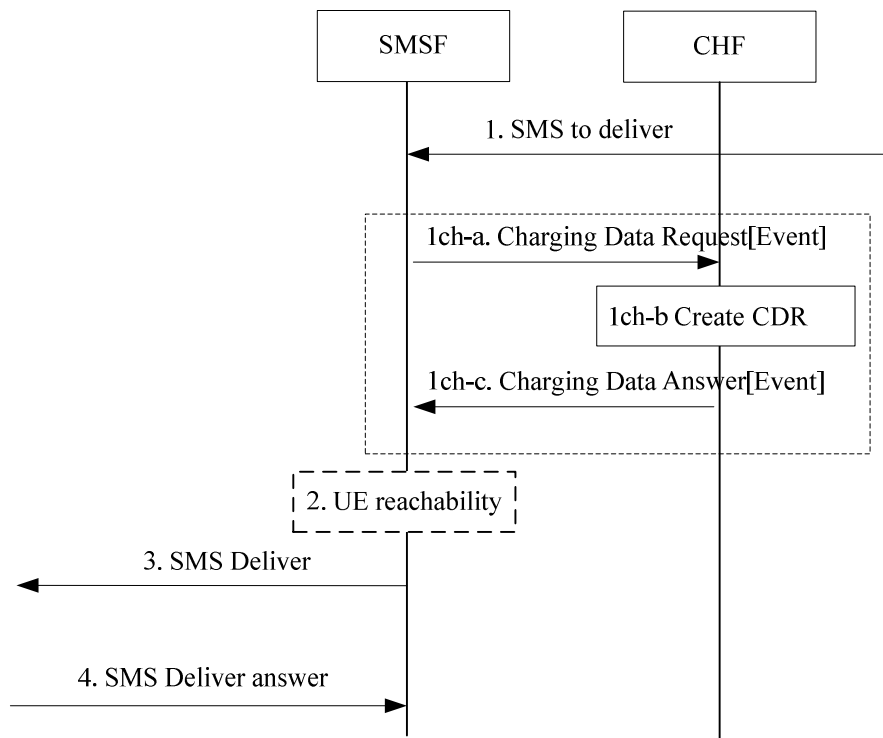 SMSF
CHF
1. SMS to deliver
1ch-a. Charging Data Request[Event]
1ch-b Create CDR
1ch-c. Charging Data Answer[Event]
2. UE reachability
3. SMS Deliver
4. SMS Deliver answer